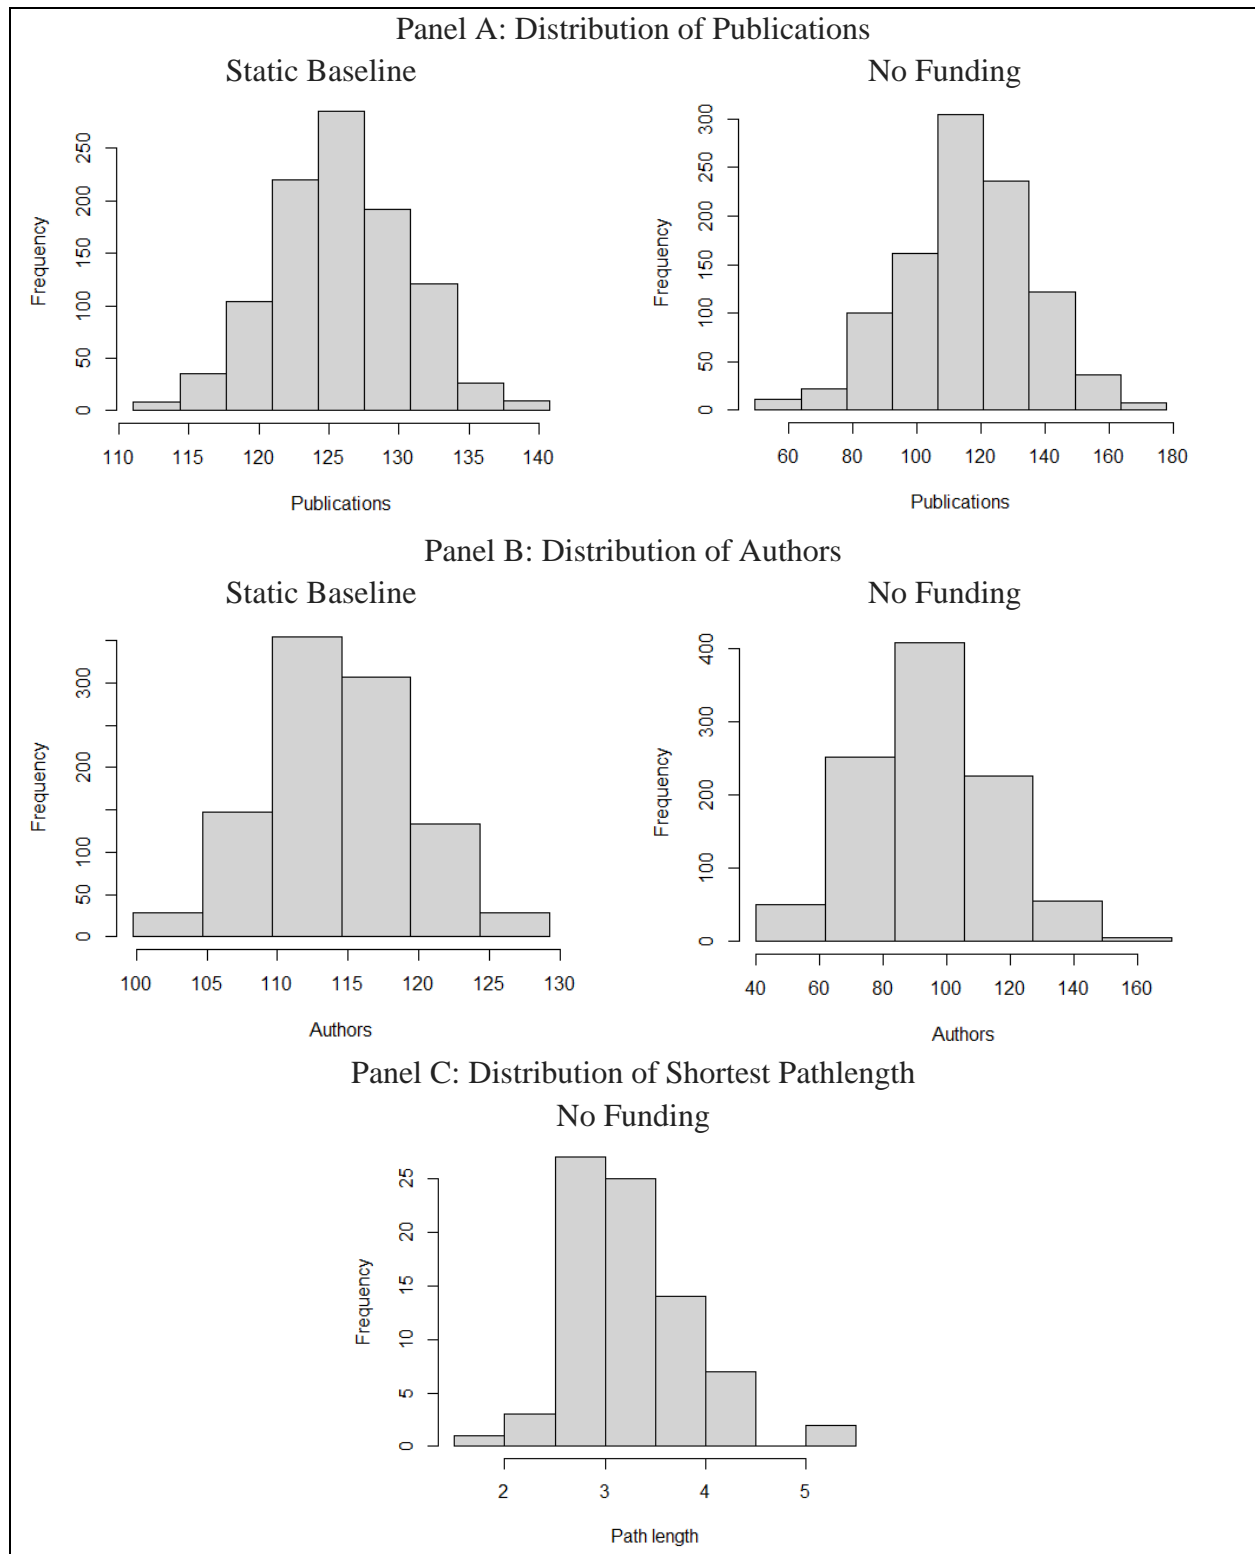 Panel A: Distribution of Publications
Static Baseline
No Funding
Frequency
0 50 100 150 200 250
110 115 120 125 130 135 140
Publications
Frequency
0 50 100 150 200 250 300
60 80 100 120 140 160 180
Publications
Panel B: Distribution of Authors
Static Baseline
No Funding
Frequency
0 50 100 200 300
100 105 110 115 120 125 130
Authors
Frequency
0 100 200 300 400
40 60 80 100 120 140 160
Authors
Panel C: Distribution of Shortest Pathlength
No Funding
Frequency
0 5 10 15 20 25
2 3 4 5
Path length